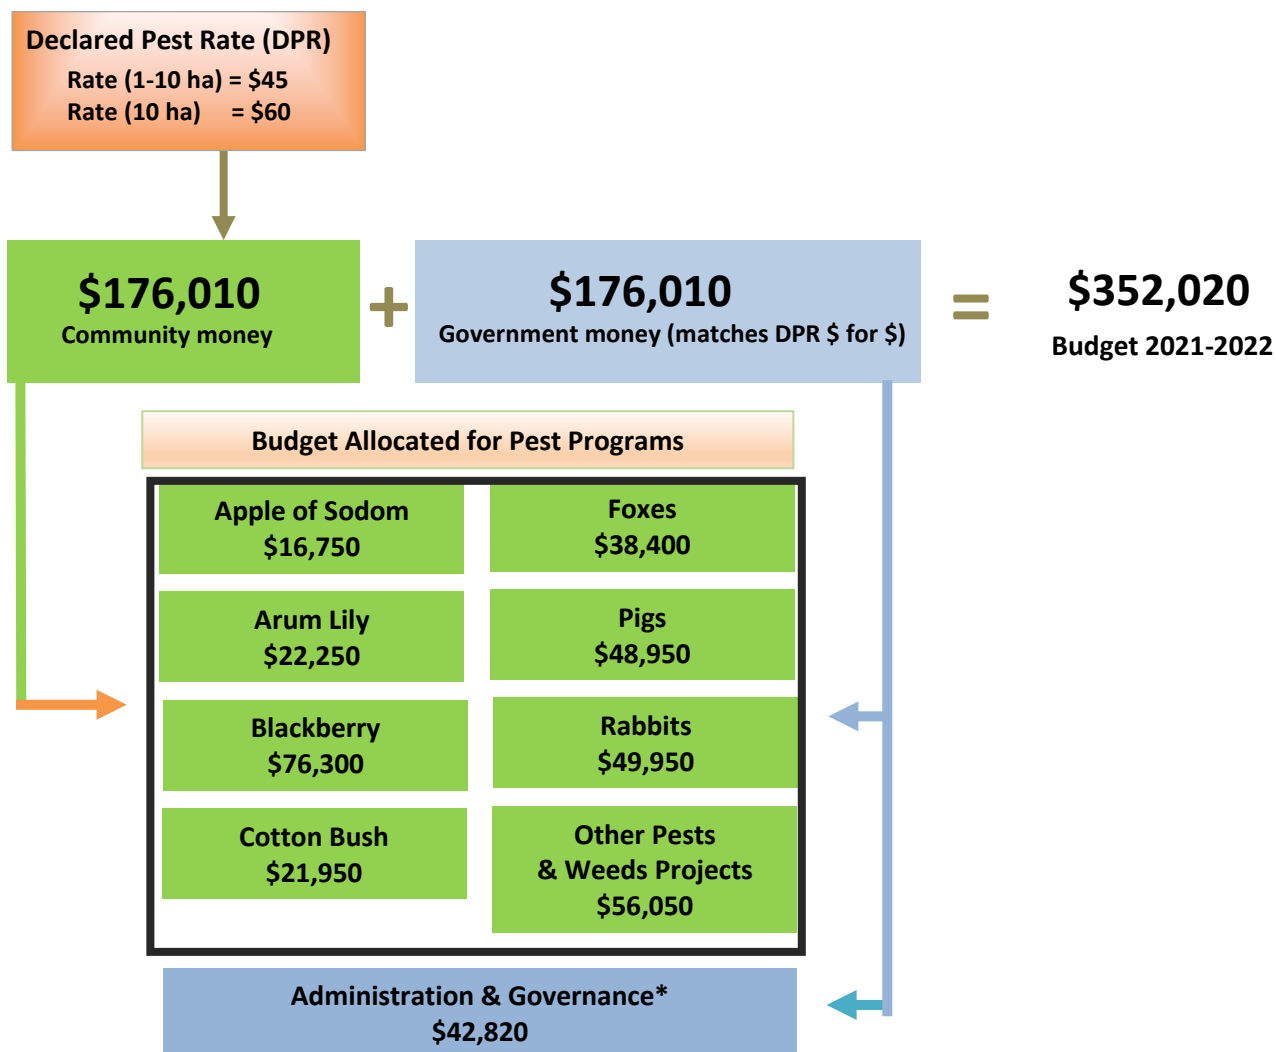 Declared Pest Rate (DPR)
Rate (1-10 ha) = $45
Rate (10 ha) = $60
$176,010
Community money
+
$176,010
Government money (matches DPR $ for $)
=
$352,020
Budget 2021-2022
Budget Allocated for Pest Programs
Apple of Sodom
$16,750
Foxes
$38,400
Arum Lily
$22,250
Pigs
$48,950
Blackberry
$76,300
Rabbits
$49,950
Cotton Bush
$21,950
Other Pests
& Weeds Projects
$56,050
Administration & Governance*
$42,820